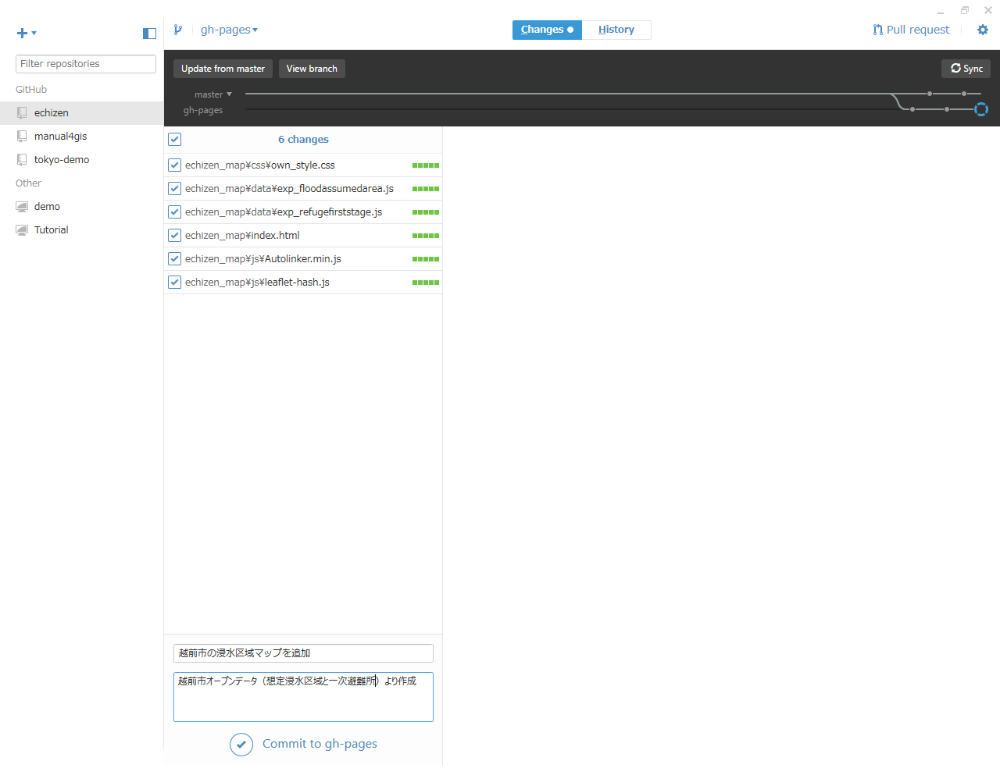 gh-pages
Changes
History
Pull request
Filter repositories
GitHub
echizen
manual4gis
tokyo-demo
Other
demo
Tutorial
Update from master
View branch
Sync
master
gh-pages
6 changes
echizen_map¥css¥own_style.css
echizen_map¥data¥exp_floodassumedarea.js
echizen_map¥data¥exp_refugefirststage.js
echizen_map¥index.html
echizen_map¥js¥Autolinker.min.js
echizen_map¥js¥leaflet-hash.js
越前市の浸水区域マップを追加
越前市オープンデータ（想定浸水区域と一次避難所）より作成
Commit to gh-pages